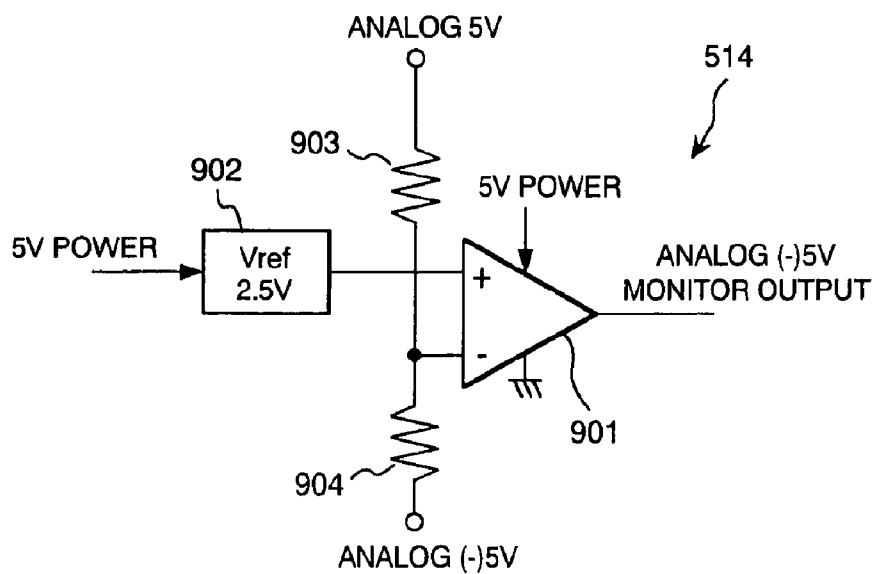 ANALOG 5V
514
903
902
5V POWER
5V POWER
Vref
2.5V
+
-
ANALOG (-)5V
MONITOR OUTPUT
901
904
ANALOG (-)5V